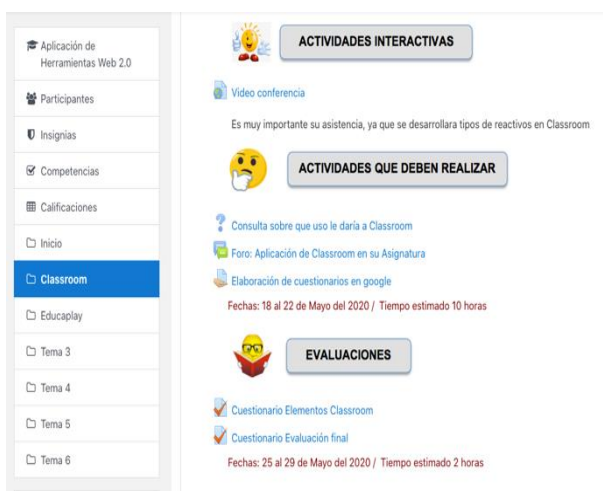 Aplicación de
Herramientas Web 2.0
Participantes
Insignias
Competencias
Calificaciones
Inicio
Classroom
Educaplay
Tema 3
Tema 4
Tema 5
Tema 6
ACTIVIDADES INTERACTIVAS
Video conferencia
Es muy importante su asistencia, ya que se desarrollara tipos de reactivos en Classroom
ACTIVIDADES QUE DEBEN REALIZAR
Consulta sobre que uso le daría a Classroom
Foro: Aplicación de Classroom en su Asignatura
Elaboración de cuestionarios en google
Fechas: 18 al 22 de Mayo del 2020 / Tiempo estimado 10 horas
EVALUACIONES
Cuestionario Elementos Classroom
Cuestionario Evaluación final
Fechas: 25 al 29 de Mayo del 2020 / Tiempo estimado 2 horas